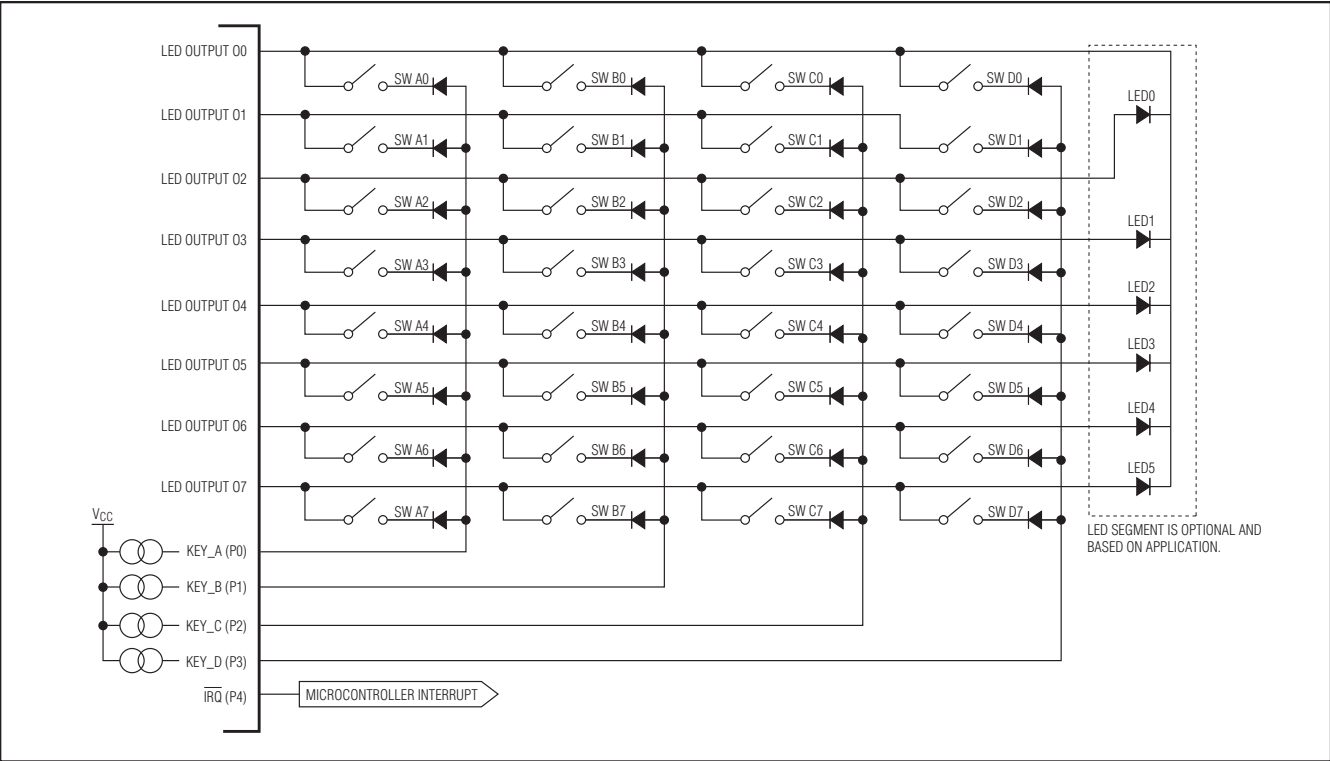 LED OUTPUT O0
SW A0
SW B0
SW C0
SW D0
LED0
LED OUTPUT O1
SW A1
SW B1
SW C1
SW D1
LED OUTPUT O2
SW A2
SW B2
SW C2
SW D2
LED1
LED OUTPUT O3
SW A3
SW B3
SW C3
SW D3
LED2
LED OUTPUT O4
SW A4
SW B4
SW C4
SW D4
LED3
LED OUTPUT O5
SW A5
SW B5
SW C5
SW D5
LED4
LED OUTPUT O6
SW A6
SW B6
SW C6
SW D6
LED5
LED OUTPUT O7
SW A7
SW B7
SW C7
SW D7
LED SEGMENT IS OPTIONAL AND
BASED ON APPLICATION.
VCC
KEY_A (P0)
KEY_B (P1)
KEY_C (P2)
KEY_D (P3)
IRQ (P4)
MICROCONTROLLER INTERRUPT